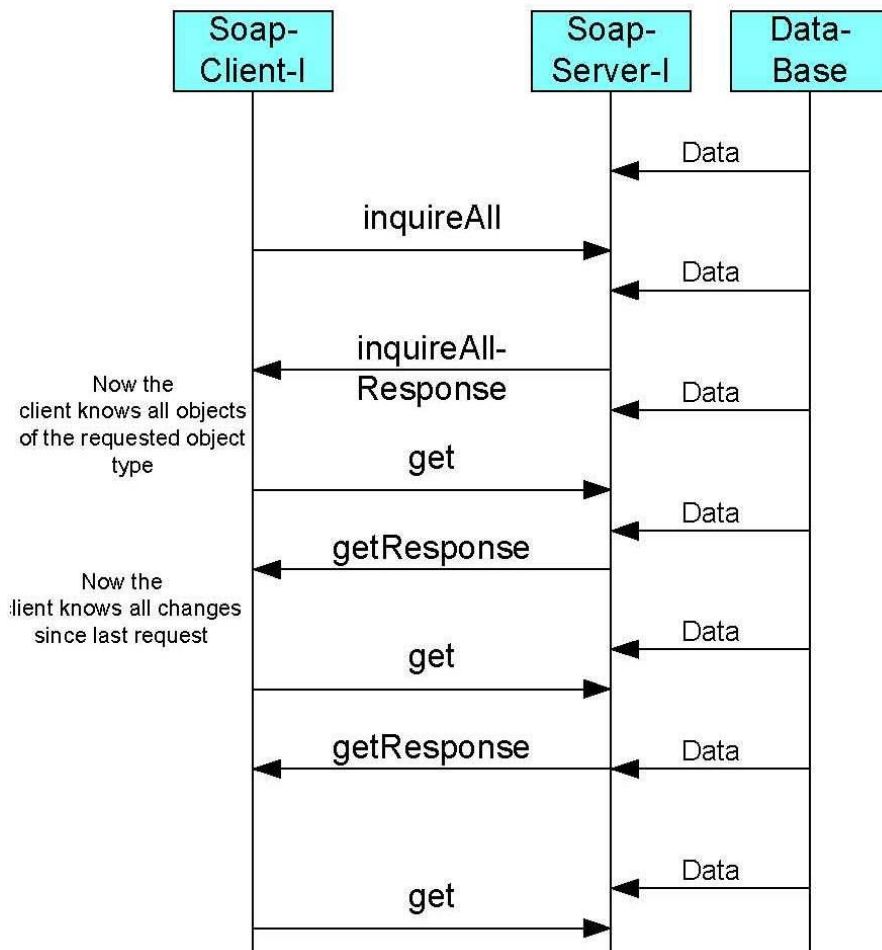 Soap-
Client-I
Soap-
Server-I
Data-
Base
Data
inquireAll
Data
inquireAll-
Response
Data
Now the
client knows all objects
of the requested object
type
get
Data
getResponse
Now the
lient knows all changes
since last request
Data
get
getResponse
Data
Data
get